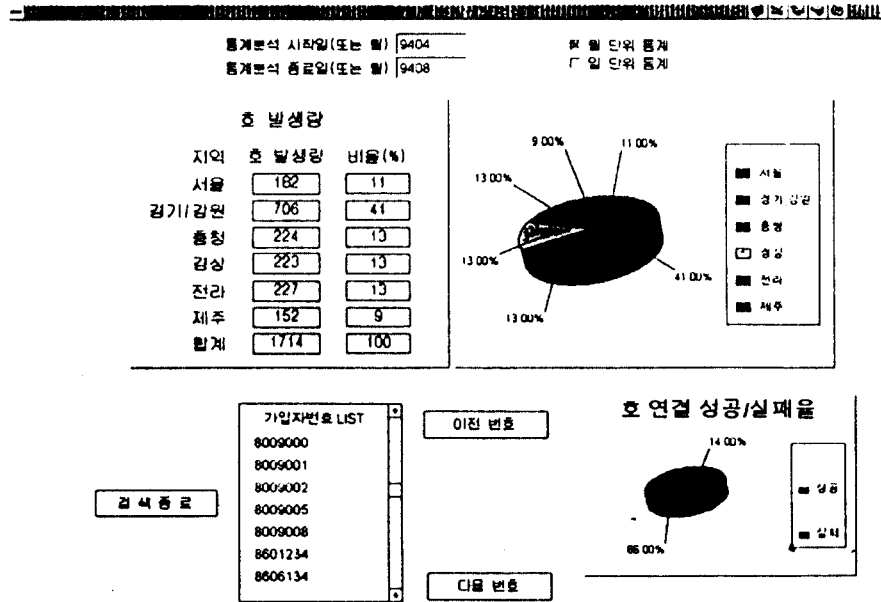 통계분석 시작일(또는 월) 9404
통계분석 종료일(또는 월) 9408
월 단위 통계
일 단위 통계
호 발생량
지역 호 발생량 비율(%)
서울 182 11
경기/강원 706 41
충청 224 13
경상 223 13
전라 227 13
제주 152 9
합계 1714 100
9.00%
11.00%
13.00%
13.00%
13.00%
41.00%
서울
경기/강원
충청
경상
전라
제주
가입자번호 LIST
8009000
8009001
8009002
8009005
8009008
8601234
8606134
이전 번호
다음 번호
검색종료
호 연결 성공/실패율
14.00%
86.00%
성공
실패